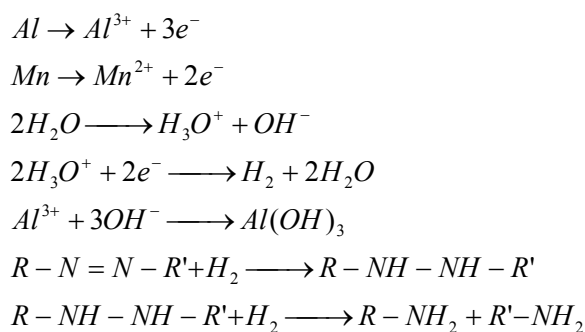 Al → Al³⁺ + 3e⁻
Mn → Mn²⁺ + 2e⁻
2H₂O ⟶ H₃O⁺ + OH⁻
2H₃O⁺ + 2e⁻ ⟶ H₂ + 2H₂O
Al³⁺ + 3OH⁻ ⟶ Al(OH)₃
R − N = N − R'+H₂ ⟶ R − NH − NH − R'
R − NH − NH − R'+H₂ ⟶ R − NH₂ + R'−NH₂